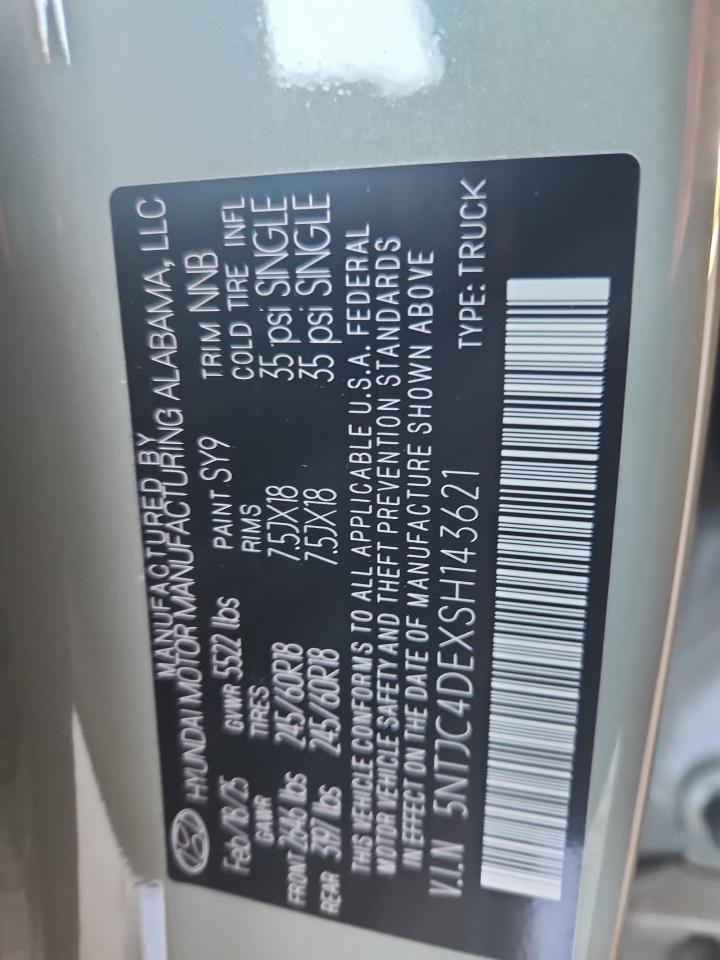 MANUFACTURED BY
HYUNDAI MOTOR MANUFACTURING ALABAMA, LLC
Feb/18/25 GVWR 5522 lbs PAINT SY9 TRIM NNB
GAWR TIRES RIMS COLD TIRE INFL
FRONT 2646 lbs 245/60R18 7.5JX18 35 psi SINGLE
REAR 3197 lbs 245/60R18 7.5JX18 35 psi SINGLE
THIS VEHICLE CONFORMS TO ALL APPLICABLE U.S.A. FEDERAL
MOTOR VEHICLE SAFETY AND THEFT PREVENTION STANDARDS
IN EFFECT ON THE DATE OF MANUFACTURE SHOWN ABOVE
V.I.N 5NTJC4DEXSH143621 TYPE: TRUCK